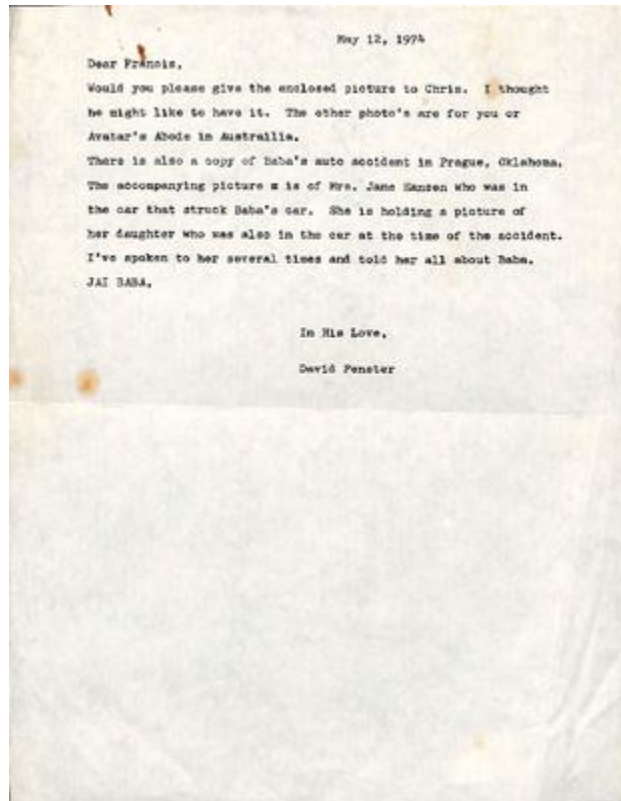 May 12, 1974
Dear Francis,
Would you please give the enclosed picture to Chris. I thought
he might like to have it. The other photo's are for you or
Avatar's Abode in Australlia.
There is also a copy of Baba's auto accident in Prague, Oklahoma.
The accompanying picture m is of Mrs. Jane Hansen who was in
the car that struck Baba's car. She is holding a picture of
her daughter who was also in the car at the time of the accident.
I've spoken to her several times and told her all about Baba.
JAI BABA,
In His Love,
David Fenster